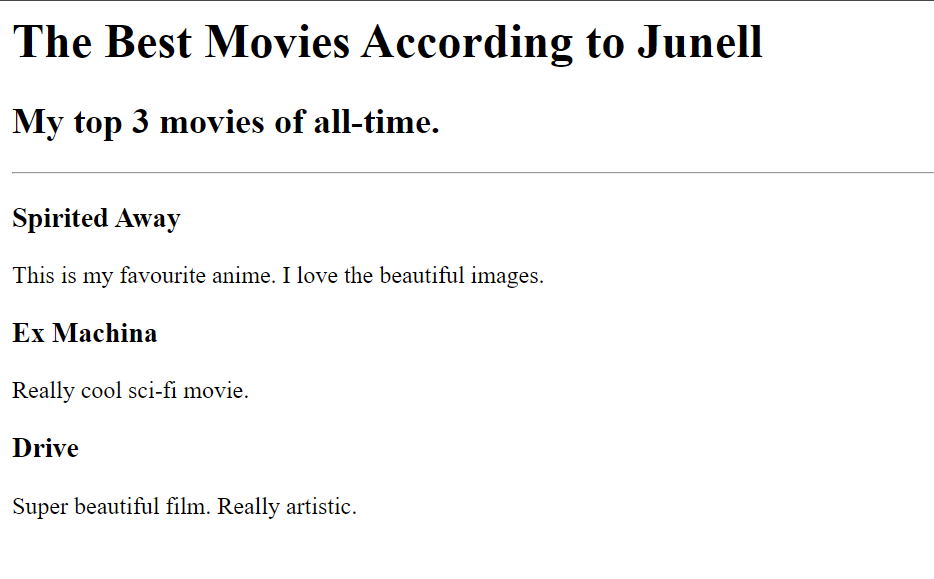 The Best Movies According to Junell
My top 3 movies of all-time.
Spirited Away
This is my favourite anime. I love the beautiful images.
Ex Machina
Really cool sci-fi movie.
Drive
Super beautiful film. Really artistic.